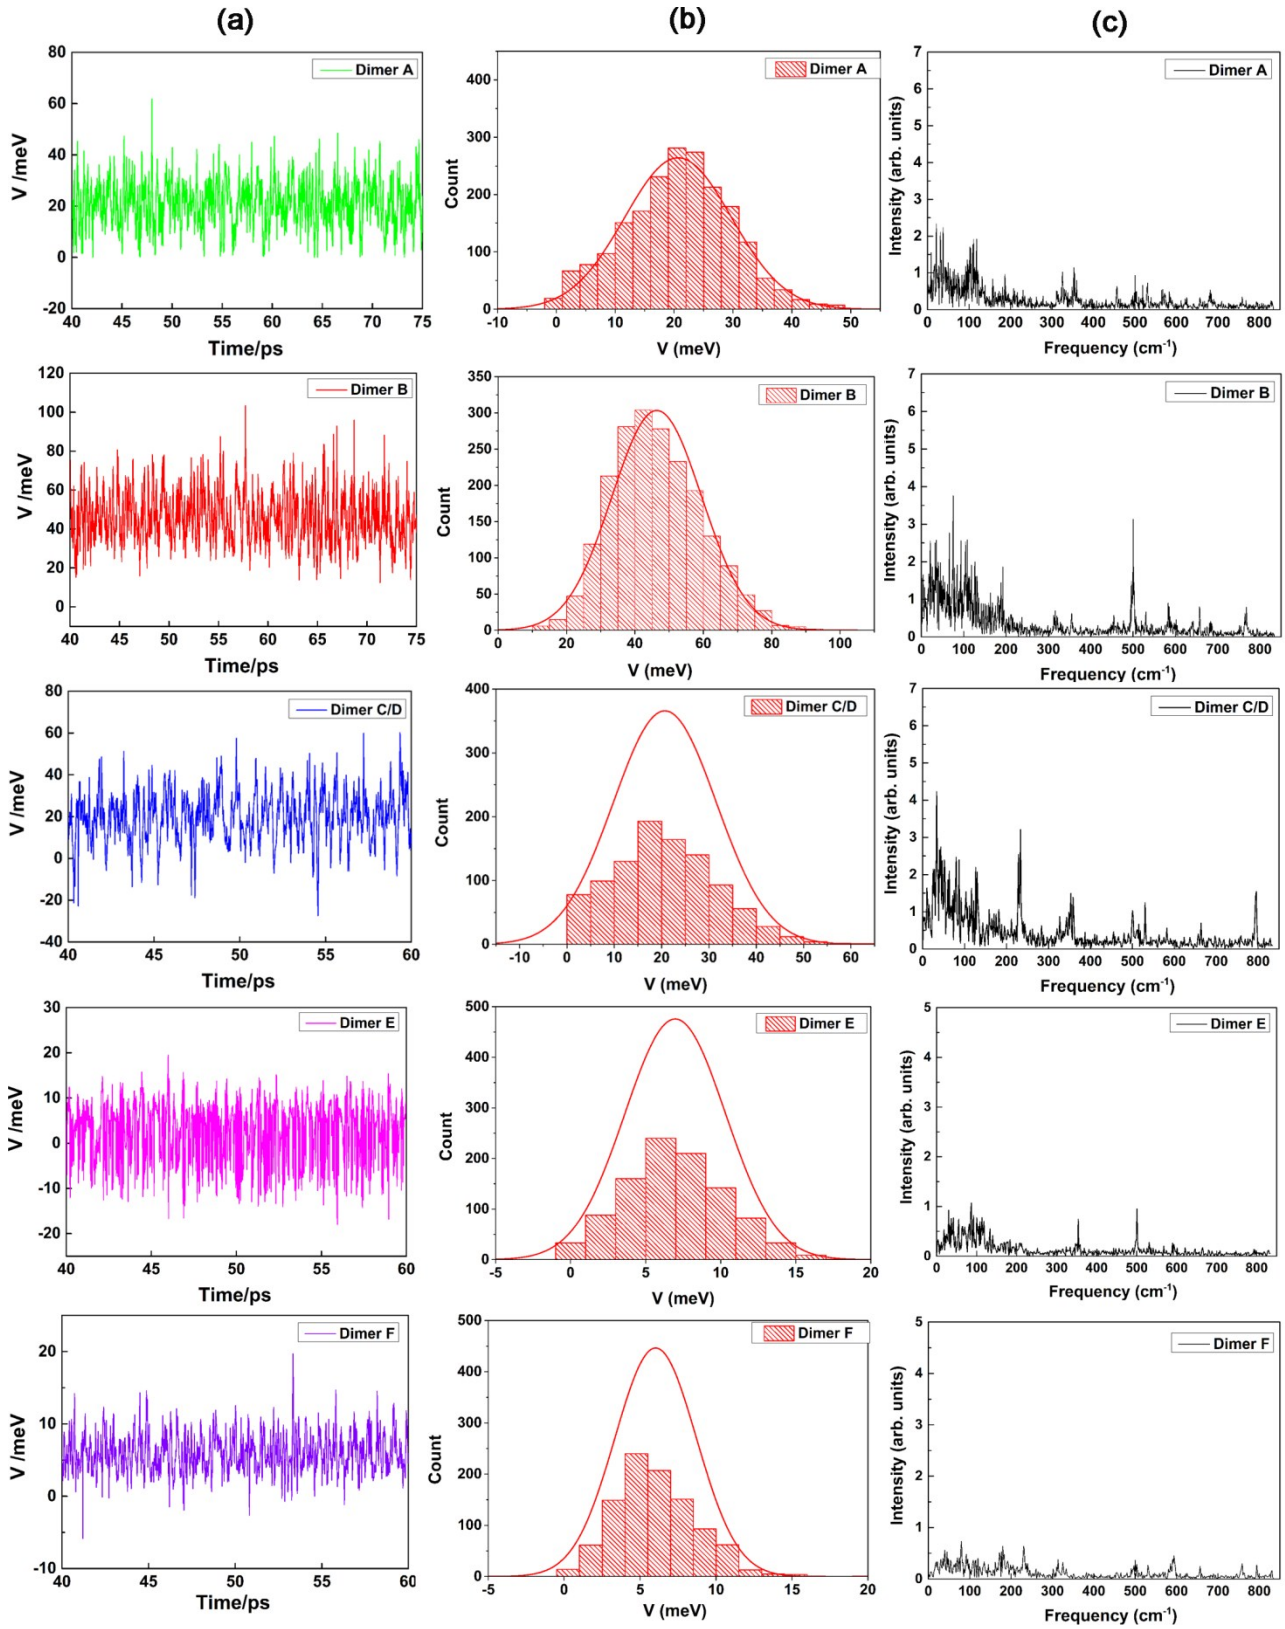 (a) (b) (c)
80
60
40
20
0
-20
V /meV
Dimer A
40 45 50 55 60 65 70 75
Time/ps
400
300
200
100
0
Count
Dimer A
-10 0 10 20 30 40 50
V (meV)
7
6
5
4
3
2
1
0
Intensity (arb. units)
Dimer A
0 100 200 300 400 500 600 700 800
Frequency (cm-1)
120
100
80
60
40
20
0
V /meV
Dimer B
40 45 50 55 60 65 70 75
Time/ps
350
300
250
200
150
100
50
0
Count
Dimer B
0 20 40 60 80 100
V (meV)
7
6
5
4
3
2
1
0
Intensity (arb. units)
Dimer B
0 100 200 300 400 500 600 700 800
Frequency (cm-1)
80
60
40
20
0
-20
-40
V /meV
Dimer C/D
40 45 50 55 60
Time/ps
400
300
200
100
0
Count
Dimer C/D
-10 0 10 20 30 40 50 60
V (meV)
7
6
5
4
3
2
1
0
Intensity (arb. units)
Dimer C/D
0 100 200 300 400 500 600 700 800
Frequency (cm-1)
30
20
10
0
-10
-20
V /meV
Dimer E
40 45 50 55 60
Time/ps
500
400
300
200
100
0
Count
Dimer E
-5 0 5 10 15 20
V (meV)
5
4
3
2
1
0
Intensity (arb. units)
Dimer E
0 100 200 300 400 500 600 700 800
Frequency (cm-1)
20
10
0
-10
V /meV
Dimer F
40 45 50 55 60
Time/ps
500
400
300
200
100
0
Count
Dimer F
-5 0 5 10 15 20
V (meV)
5
4
3
2
1
0
Intensity (arb. units)
Dimer F
0 100 200 300 400 500 600 700 800
Frequency (cm-1)